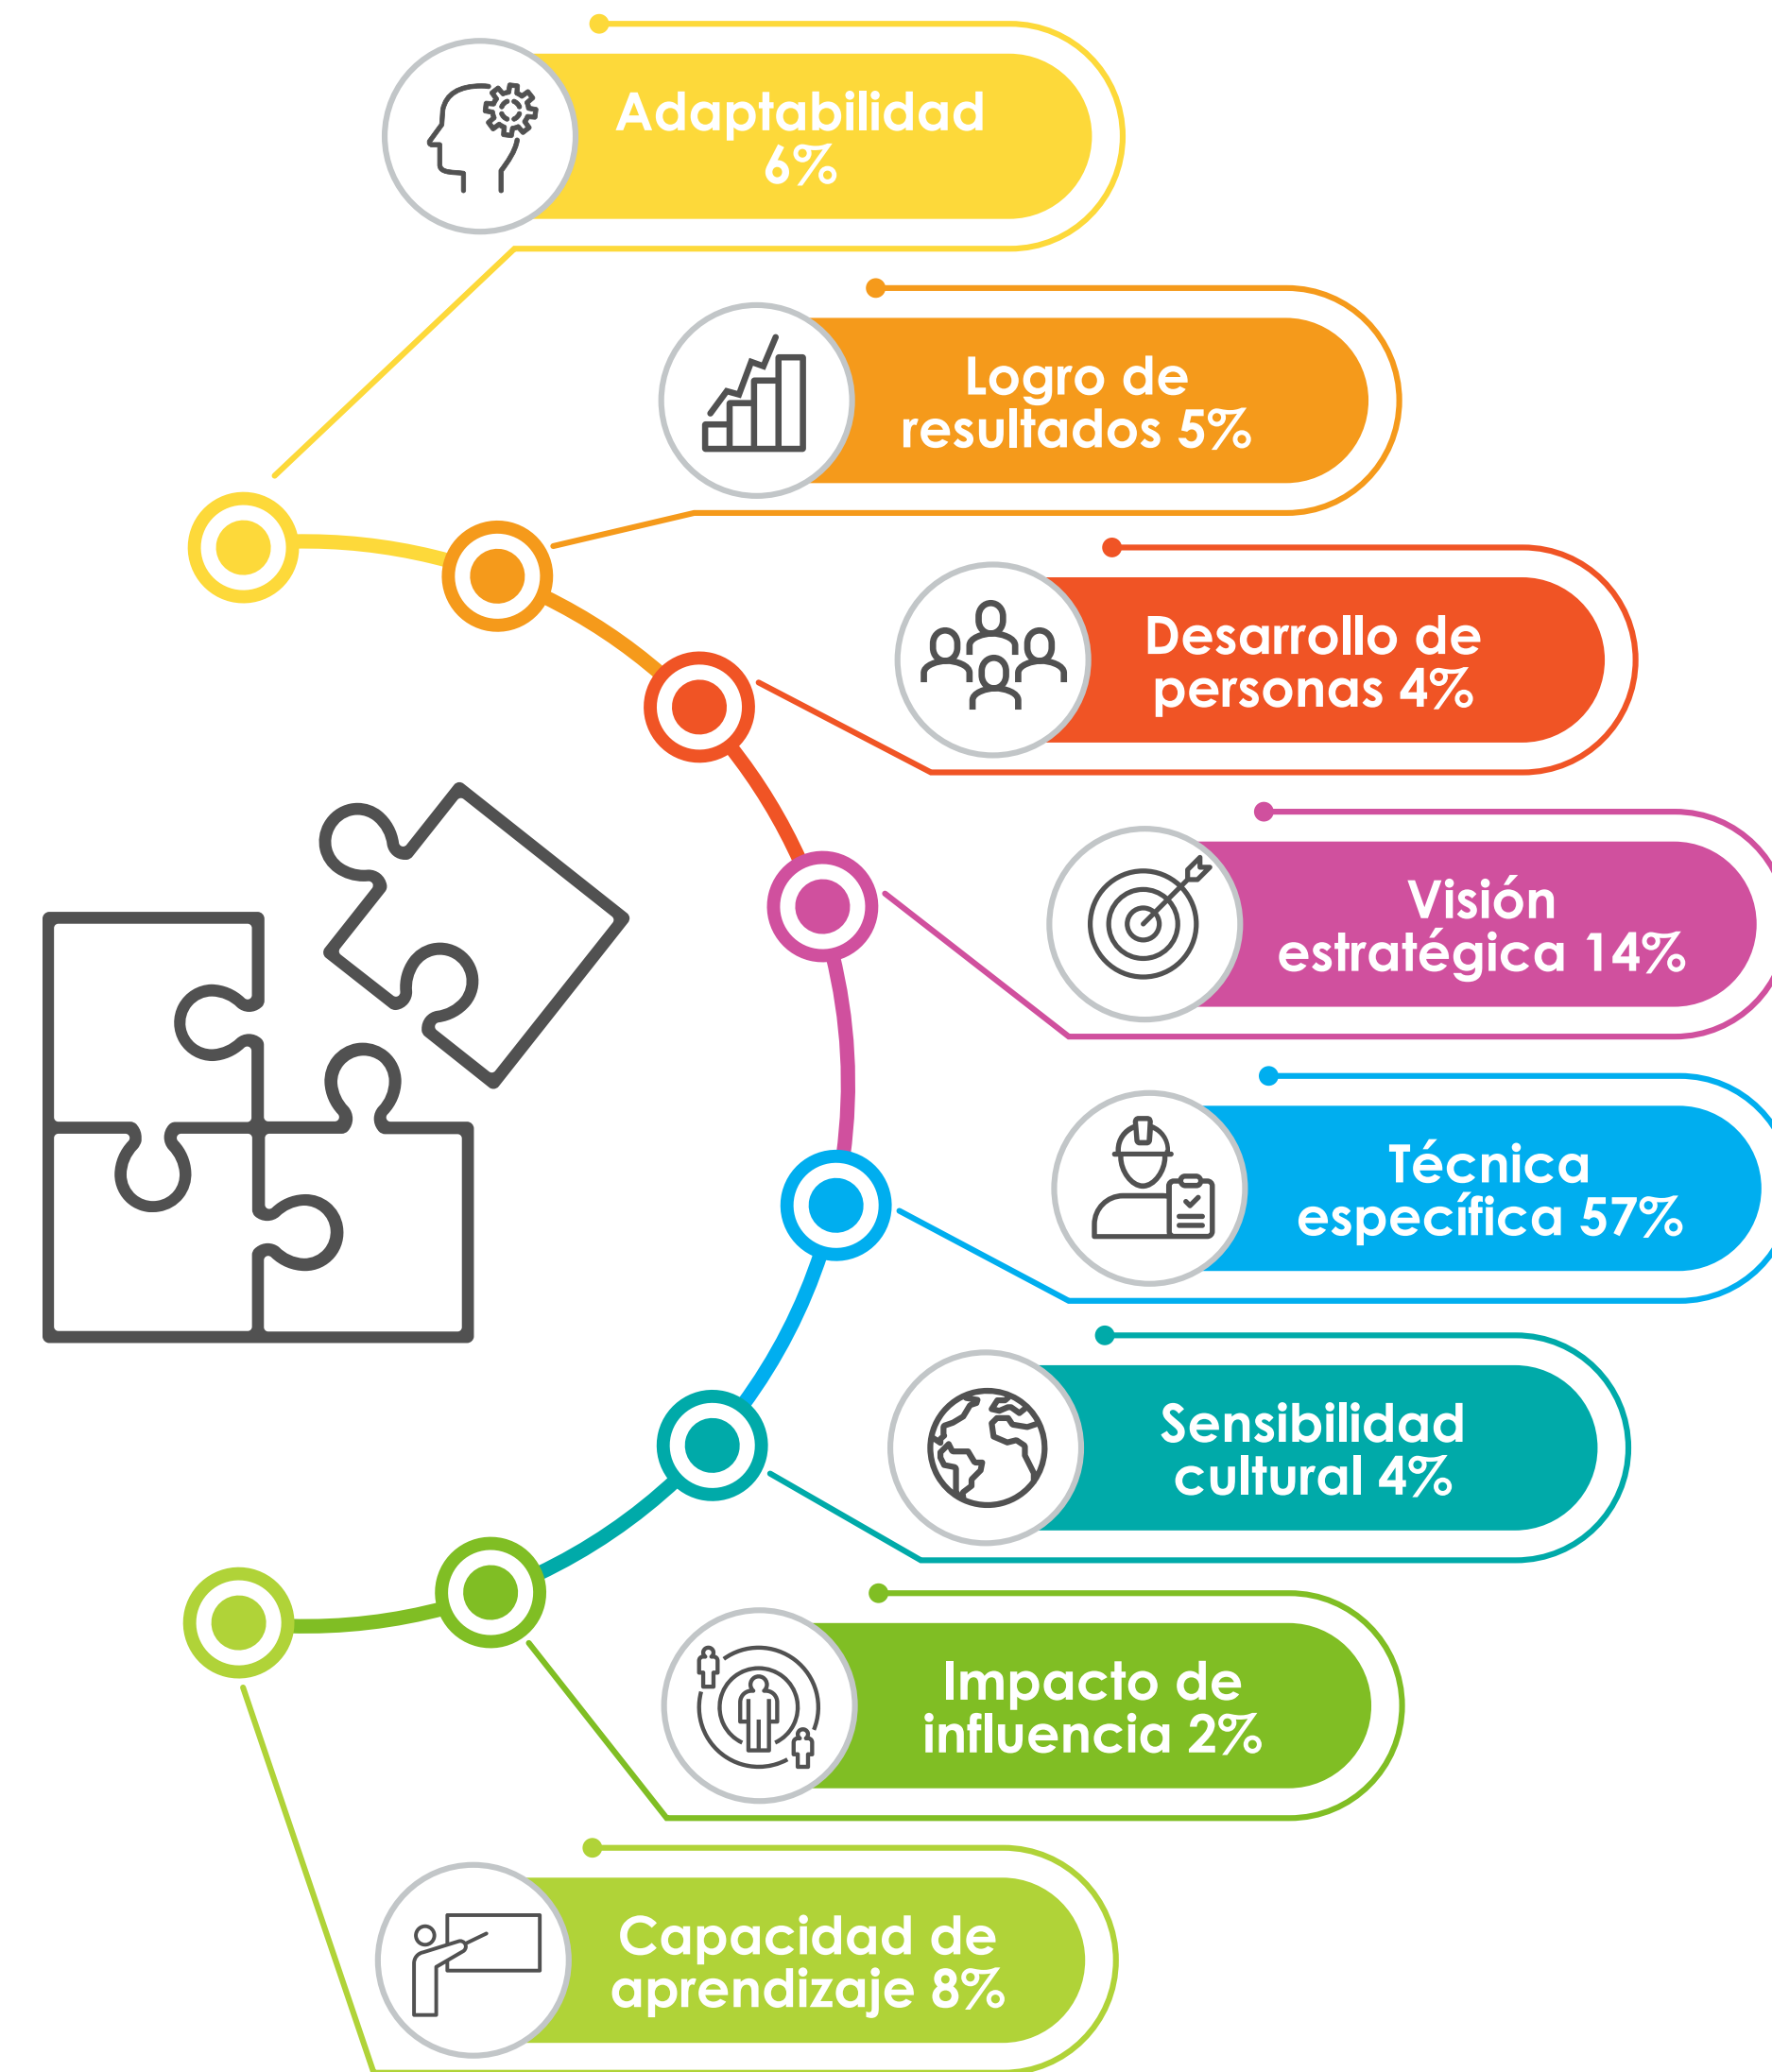 Adaptabilidad
6%
Logro de
resultados 5%
Desarrollo de
personas 4%
Visión
estratégica 14%
Técnica
específica 57%
Sensibilidad
cultural 4%
Impacto de
influencia 2%
Capacidad de
aprendizaje 8%